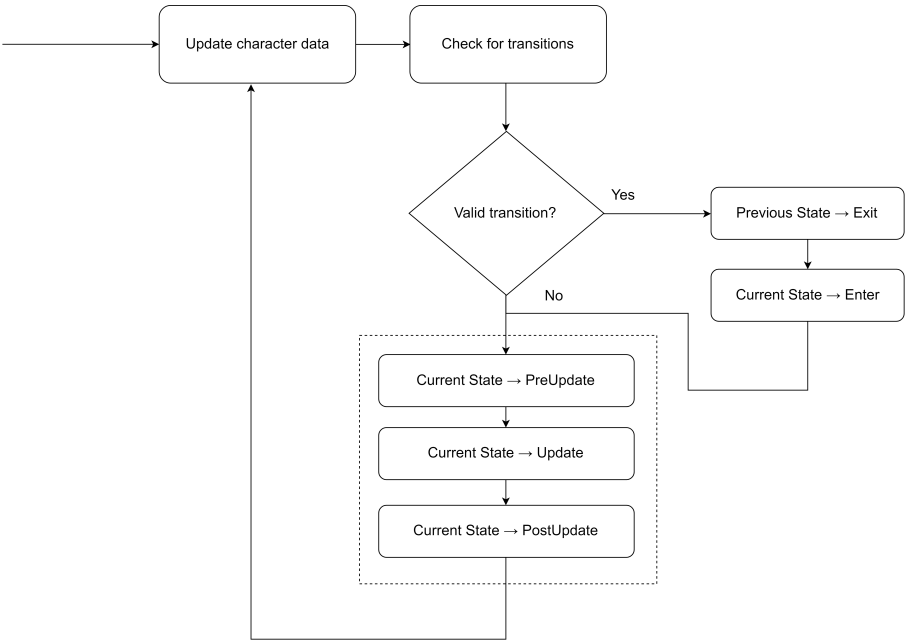 Update character data
Check for transitions
Valid transition?
Yes
Previous State → Exit
Current State → Enter
No
Current State → PreUpdate
Current State → Update
Current State → PostUpdate